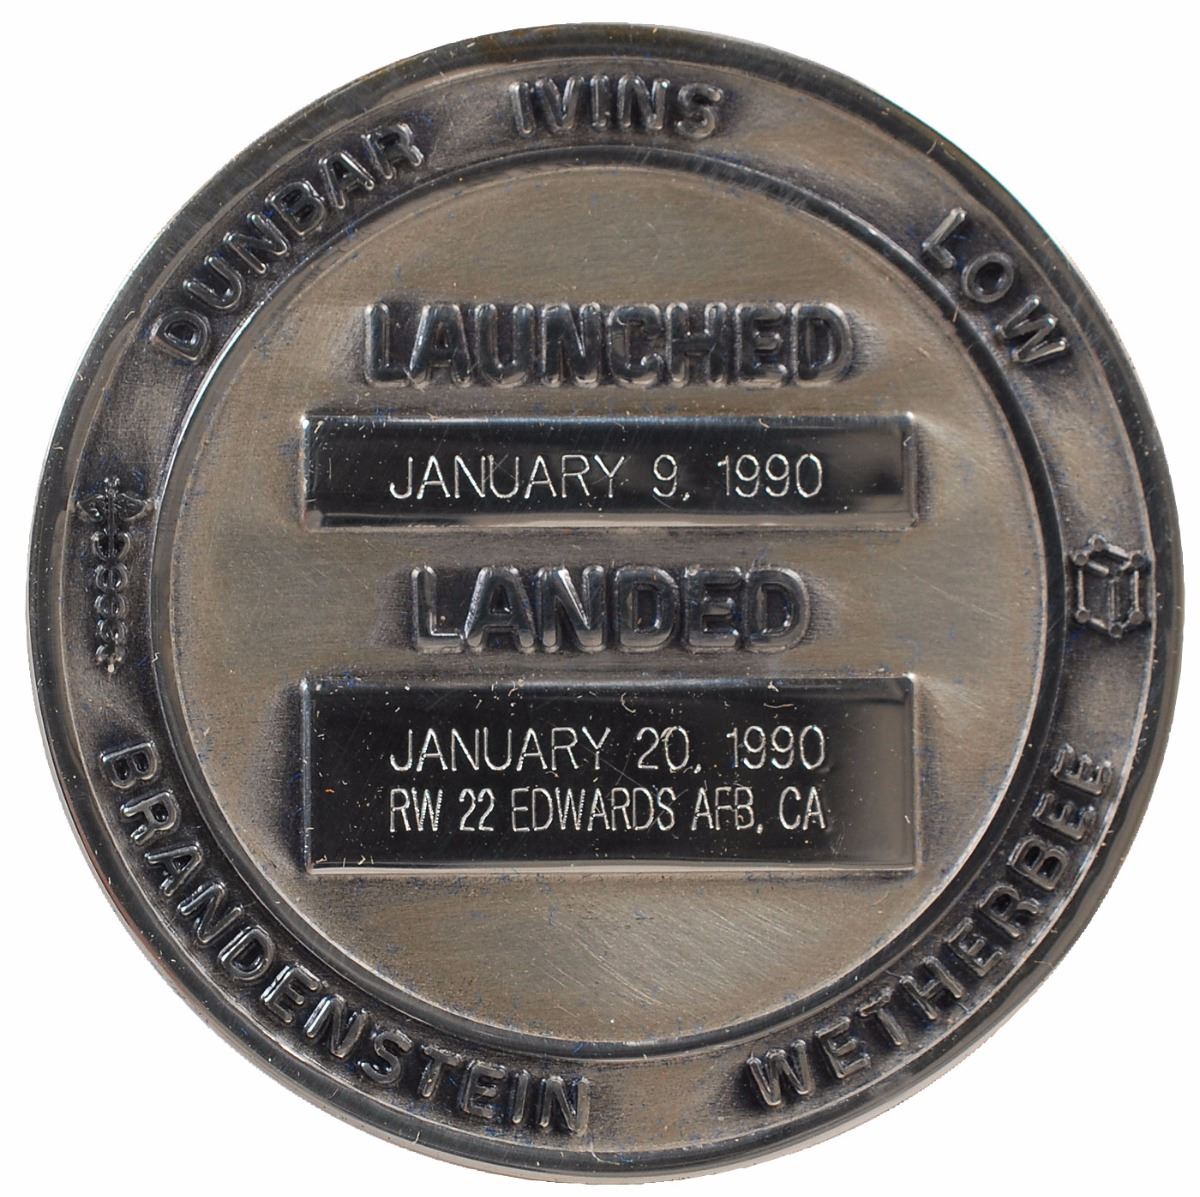 DUNBAR
IVINS
LOW
LAUNCHED
JANUARY 9, 1990
LANDED
JANUARY 20, 1990
RW 22 EDWARDS AFB, CA
BRANDENSTEIN
WETHERBEE